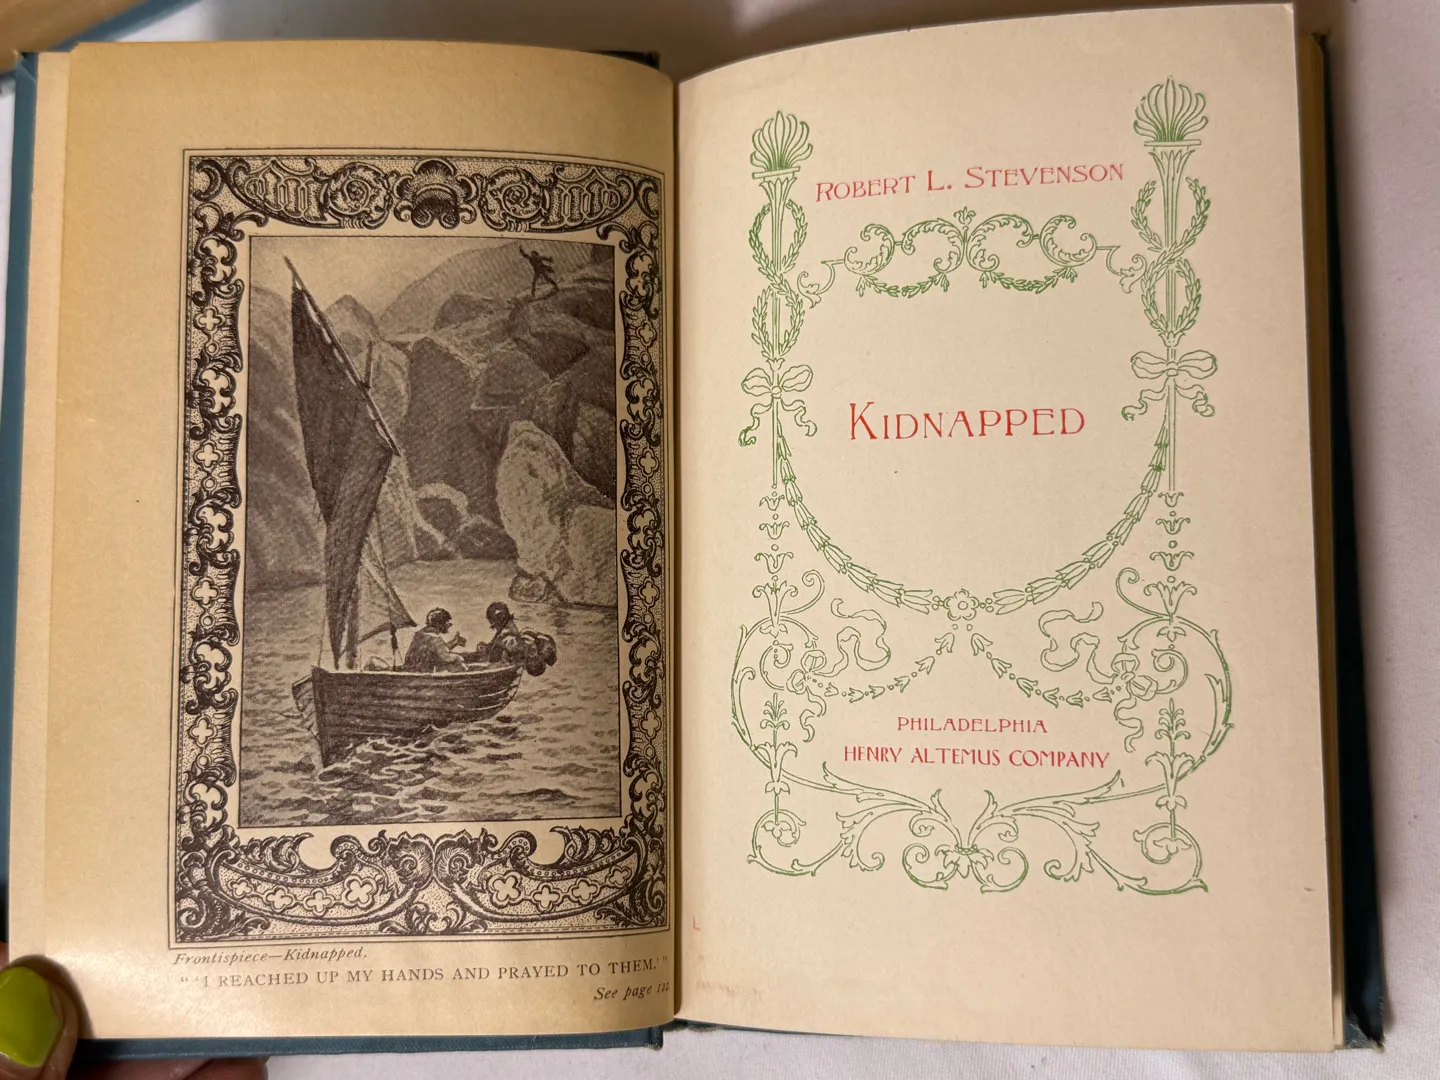 Frontispiece—Kidnapped.
“ ‘I REACHED UP MY HANDS AND PRAYED TO THEM.’ ”
See page 122.
ROBERT L. STEVENSON
KIDNAPPED
PHILADELPHIA
HENRY ALTEMUS COMPANY